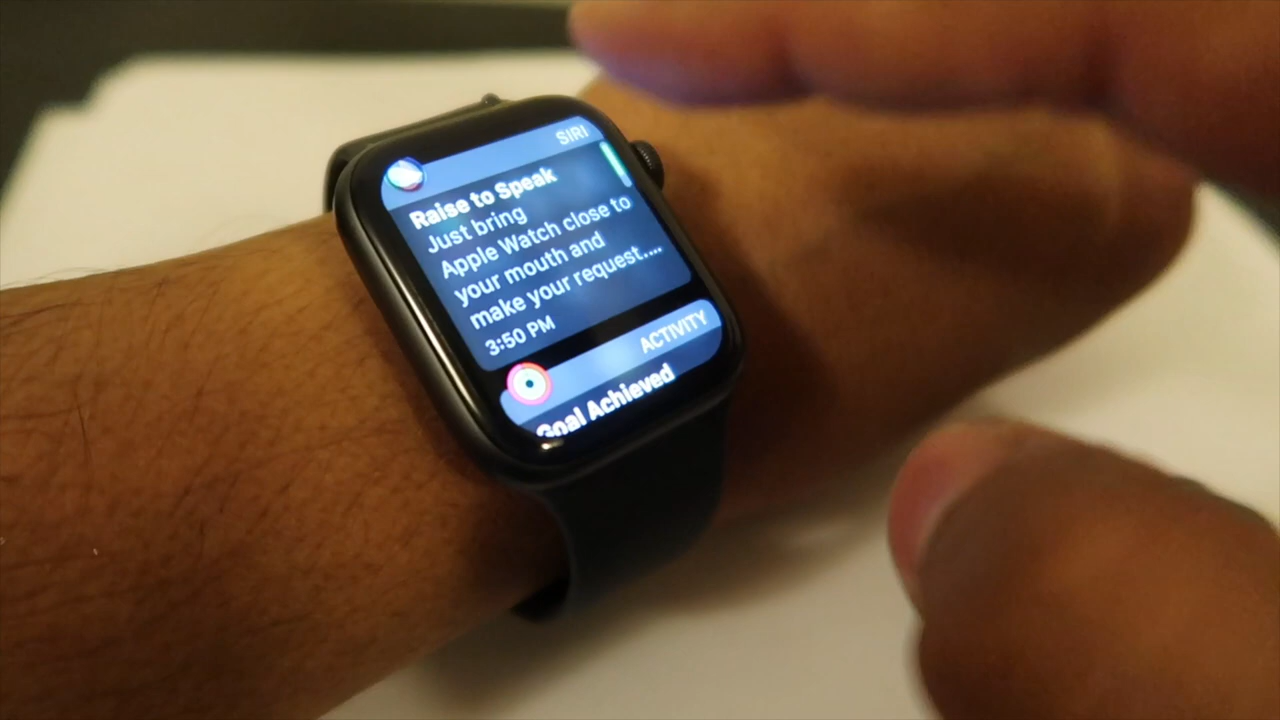 SIRI
Raise to Speak
Just bring
Apple Watch close to
your mouth and
make your request....
3:50 PM
ACTIVITY
Goal Achieved